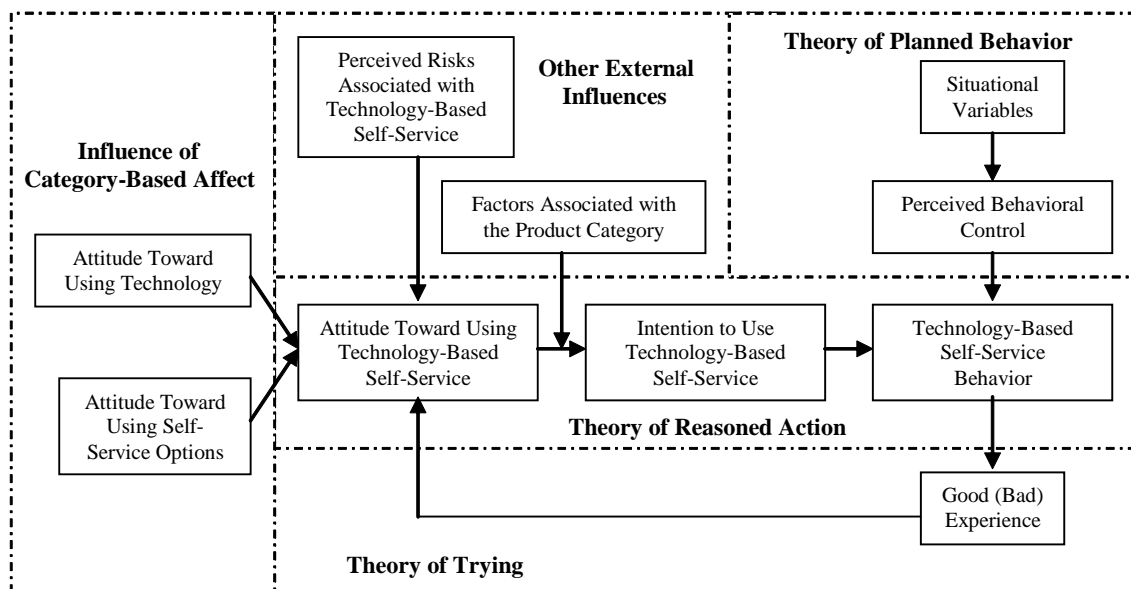 Theory of Planned Behavior
Perceived Risks
Associated with
Technology-Based
Self-Service
Other External
Influences
Situational
Variables
Influence of
Category-Based Affect
Factors Associated with
the Product Category
Perceived Behavioral
Control
Attitude Toward
Using Technology
Attitude Toward Using
Technology-Based
Self-Service
Intention to Use
Technology-Based
Self-Service
Technology-Based
Self-Service
Behavior
Attitude Toward
Using Self-
Service Options
Theory of Reasoned Action
Good (Bad)
Experience
Theory of Trying